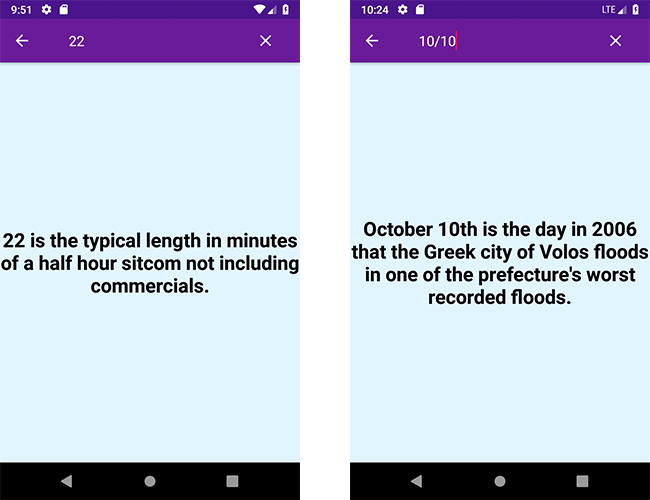 9:51
22
22 is the typical length in minutes
of a half hour sitcom not including
commercials.
10:24 LTE
10/10
October 10th is the day in 2006
that the Greek city of Volos floods
in one of the prefecture's worst
recorded floods.